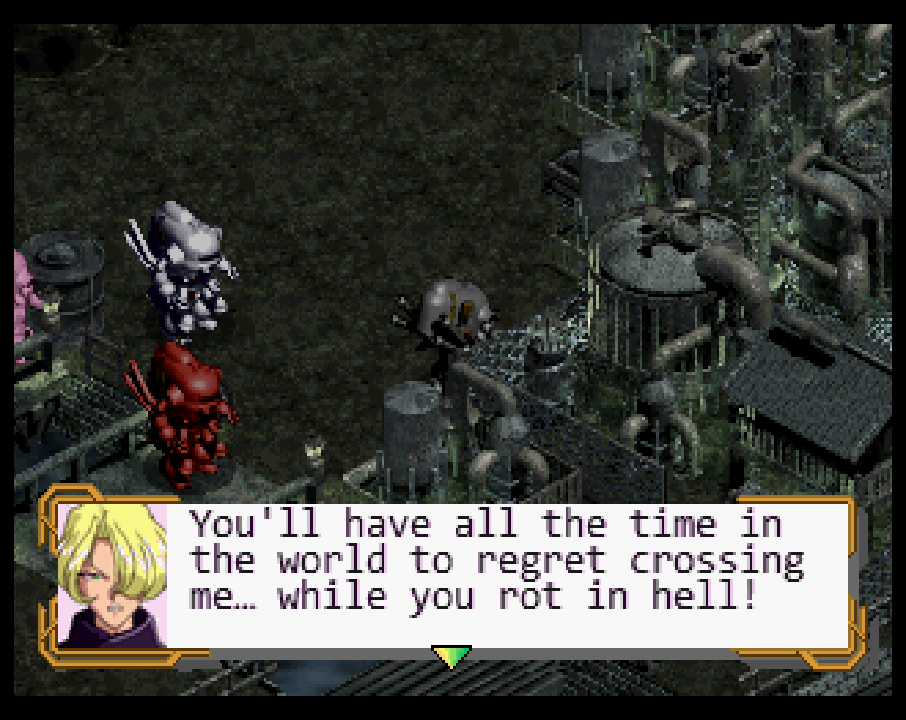 You'll have all the time in
the world to regret crossing
me… while you rot in hell!